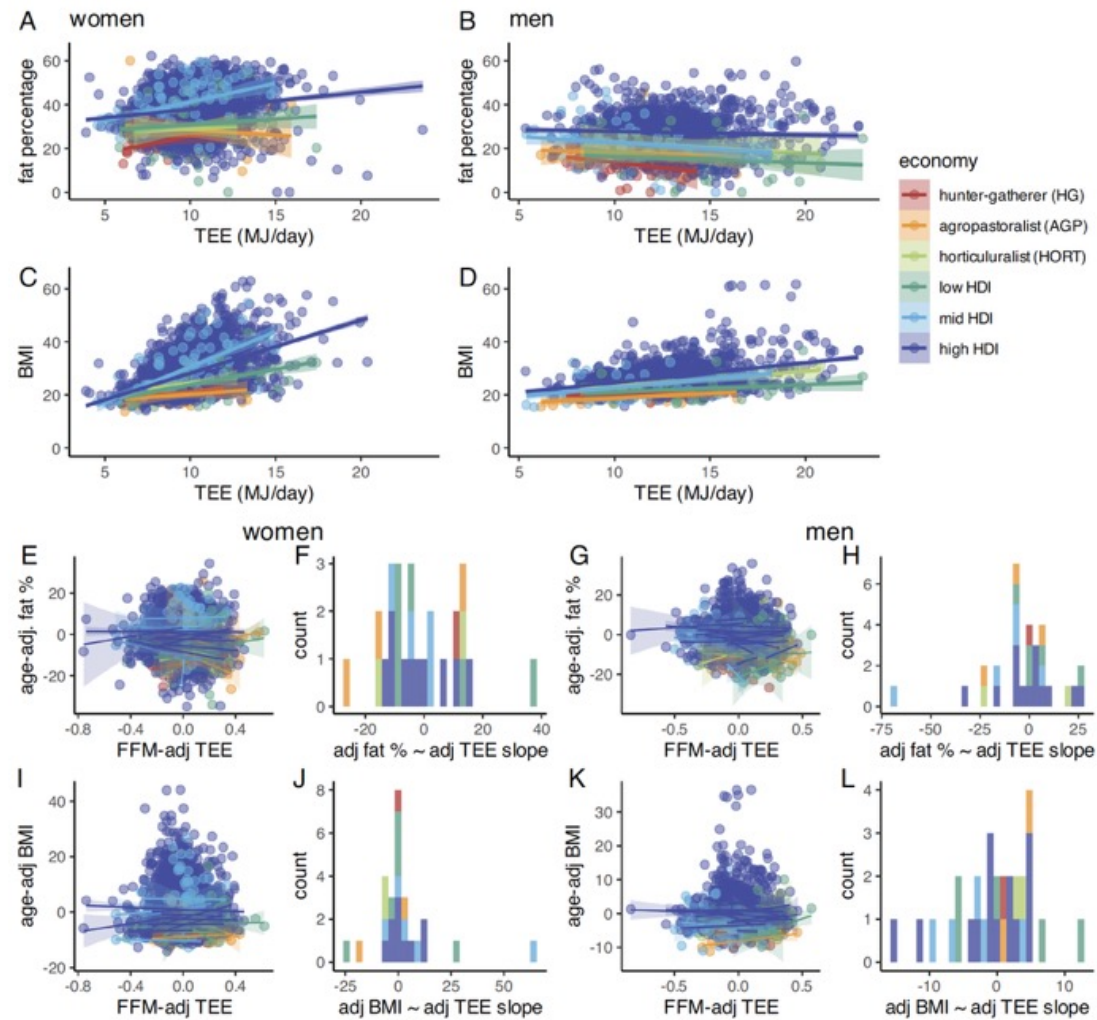 A women
B men
fat percentage
60
40
20
0
5 10 15 20
TEE (MJ/day)
fat percentage
60
40
20
0
5 10 15 20
TEE (MJ/day)
economy
hunter-gatherer (HG)
agropastoralist (AGP)
horticuluralist (HORT)
low HDI
mid HDI
high HDI
C
BMI
60
40
20
0
5 10 15 20
TEE (MJ/day)
D
BMI
60
40
20
0
5 10 15 20
TEE (MJ/day)
women
men
E
age-adj. fat %
20
0
-20
-0.8 -0.4 0.0 0.4
FFM-adj TEE
F
count
3
2
1
0
-20 0 20 40
adj fat % ~ adj TEE slope
G
age-adj. fat %
20
0
-20
-0.5 0.0 0.5
FFM-adj TEE
H
count
6
4
2
0
-75 -50 -25 0 25
adj fat % ~ adj TEE slope
I
age-adj BMI
40
20
0
-20
-0.8 -0.4 0.0 0.4
FFM-adj TEE
J
count
8
6
4
2
0
-25 0 25 50
adj BMI ~ adj TEE slope
K
age-adj BMI
30
20
10
0
-10
-0.5 0.0 0.5
FFM-adj TEE
L
count
4
3
2
1
0
-10 0 10
adj BMI ~ adj TEE slope